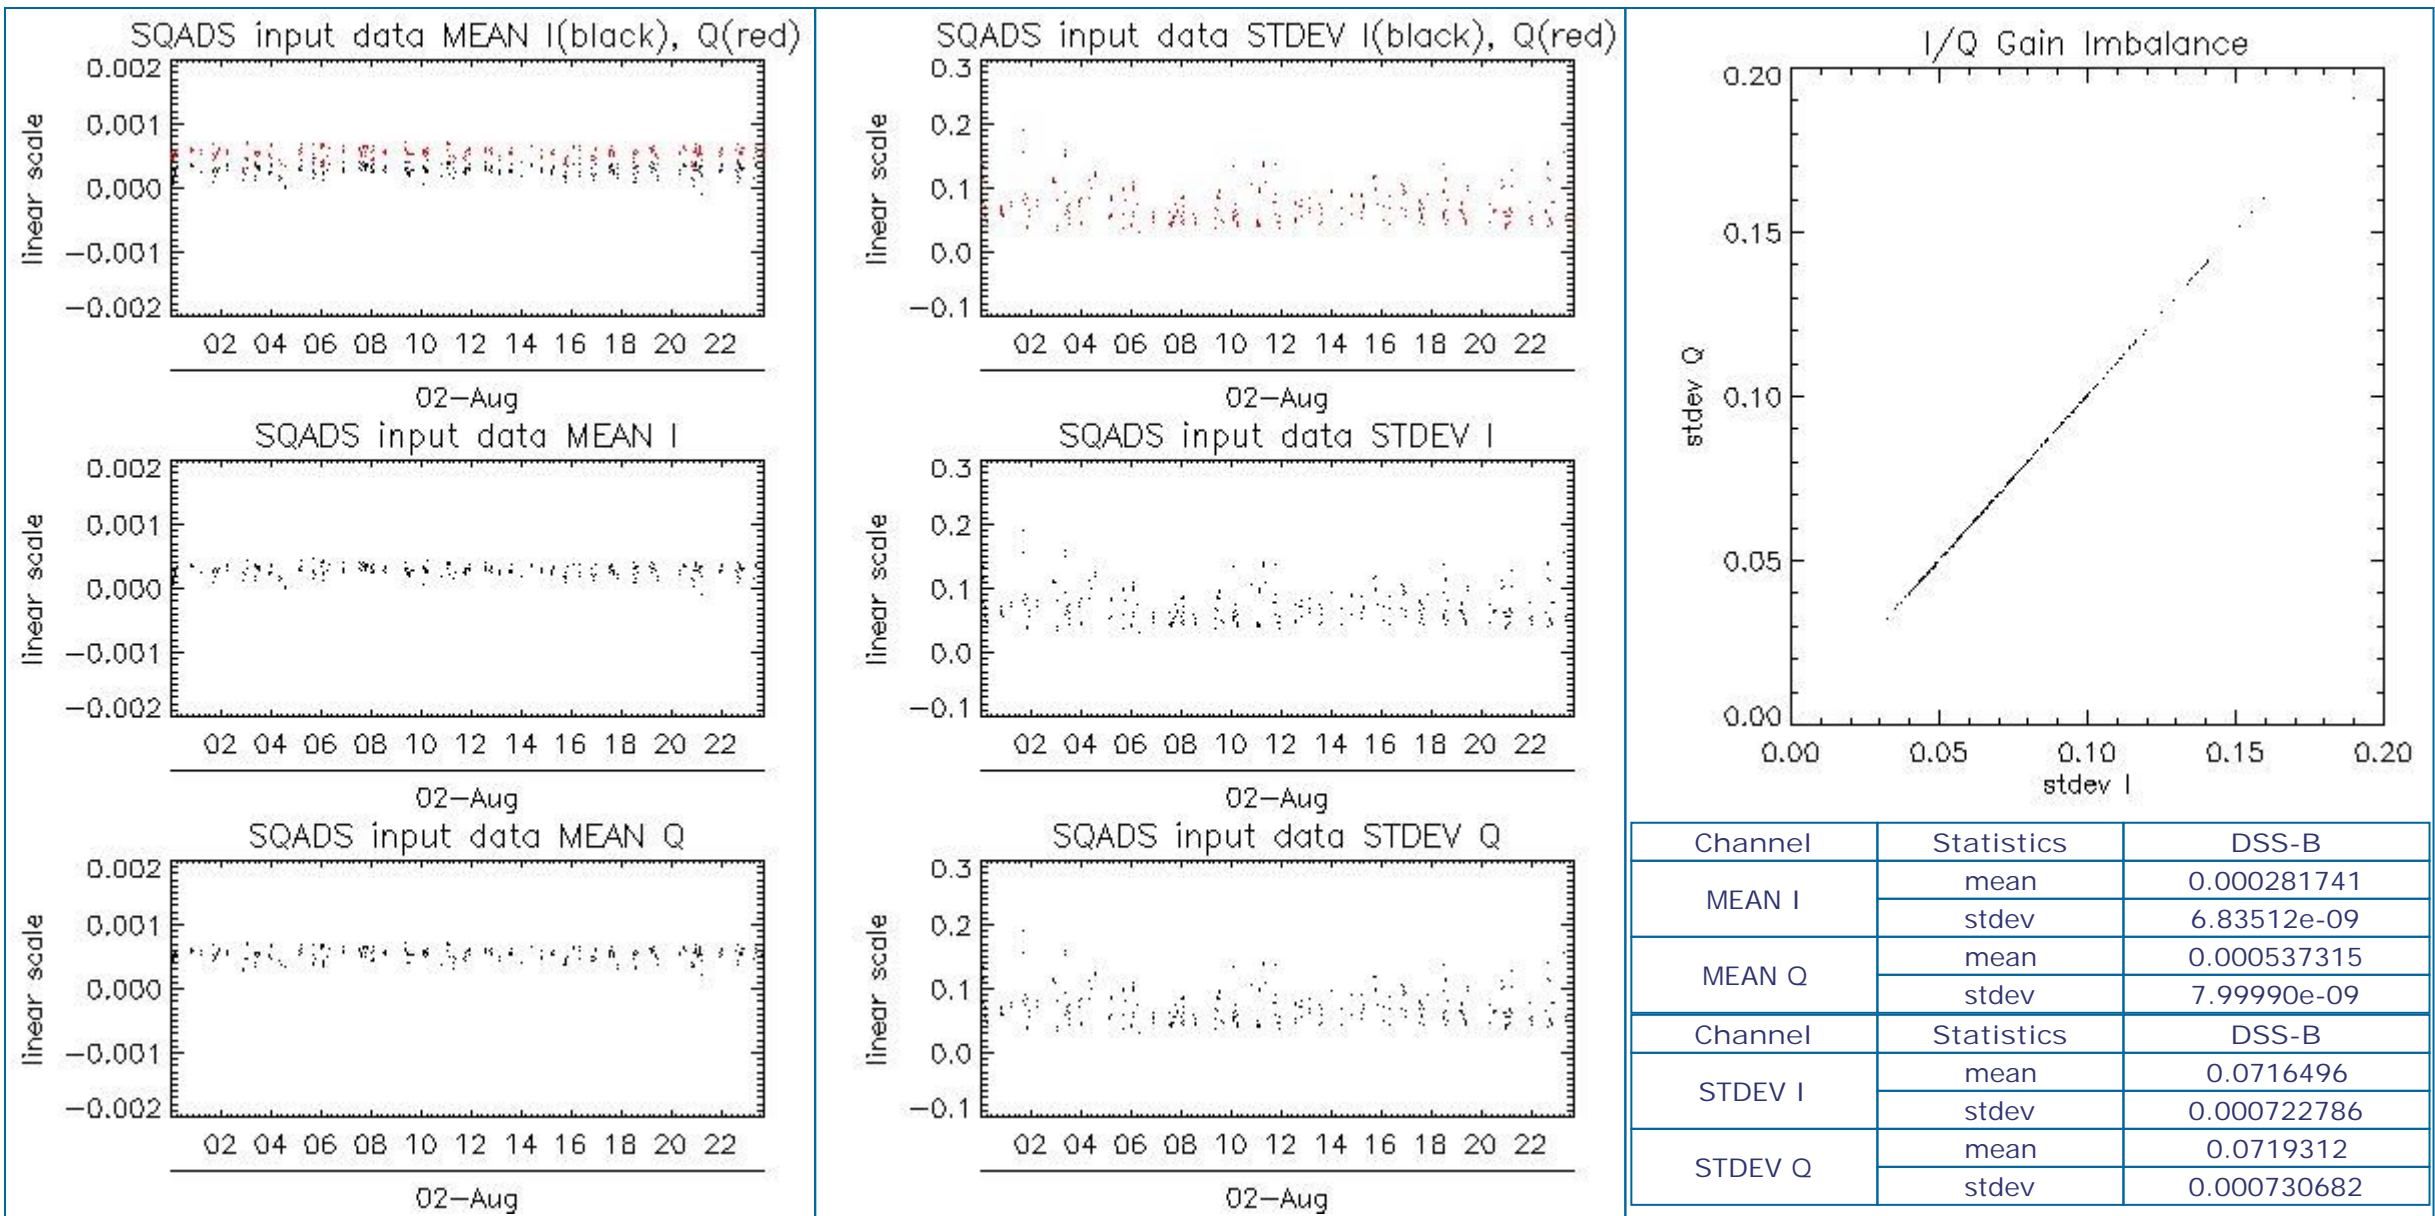 SQADS input data MEAN I(black), Q(red)
linear scale
0.002
0.001
0.000
−0.001
−0.002
02 04 06 08 10 12 14 16 18 20 22
02−Aug
SQADS input data MEAN I
linear scale
0.002
0.001
0.000
−0.001
−0.002
02 04 06 08 10 12 14 16 18 20 22
02−Aug
SQADS input data MEAN Q
linear scale
0.002
0.001
0.000
−0.001
−0.002
02 04 06 08 10 12 14 16 18 20 22
02−Aug
SQADS input data STDEV I(black), Q(red)
linear scale
0.3
0.2
0.1
0.0
−0.1
02 04 06 08 10 12 14 16 18 20 22
02−Aug
SQADS input data STDEV I
linear scale
0.3
0.2
0.1
0.0
−0.1
02 04 06 08 10 12 14 16 18 20 22
02−Aug
SQADS input data STDEV Q
linear scale
0.3
0.2
0.1
0.0
−0.1
02 04 06 08 10 12 14 16 18 20 22
02−Aug
I/Q Gain Imbalance
stdev Q
0.20
0.15
0.10
0.05
0.00
0.00 0.05 0.10 0.15 0.20
stdev I
Channel Statistics DSS-B
MEAN I mean 0.000281741
stdev 6.83512e-09
MEAN Q mean 0.000537315
stdev 7.99990e-09
Channel Statistics DSS-B
STDEV I mean 0.0716496
stdev 0.000722786
STDEV Q mean 0.0719312
stdev 0.000730682